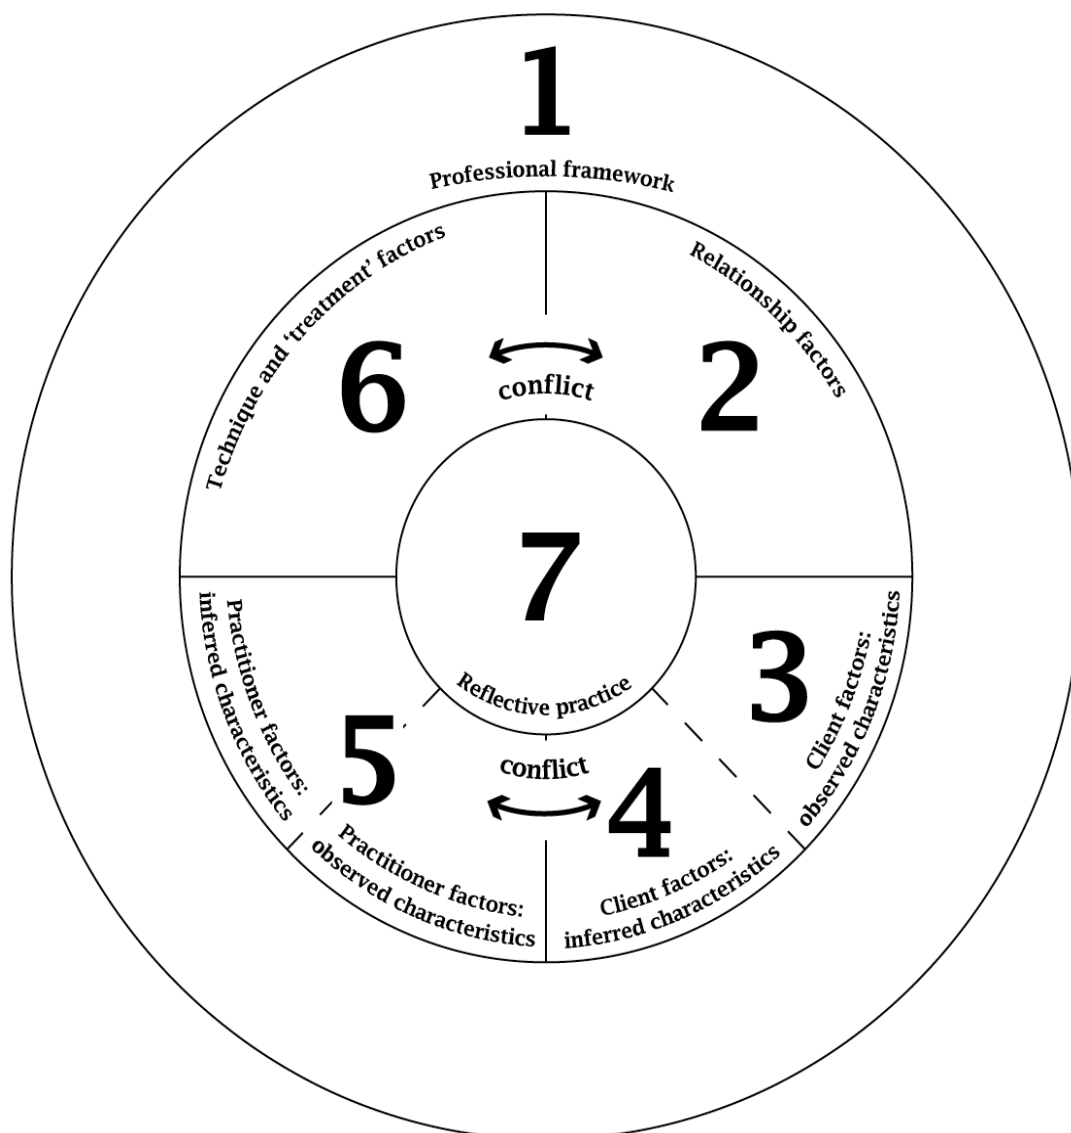 1
Professional framework
Technique and ‘treatment’ factors
Relationship factors
6
conflict
2
7
Reflective practice
Practitioner factors:
inferred characteristics
5
Practitioner factors:
observed characteristics
conflict
4
Client factors:
inferred characteristics
3
Client factors:
observed characteristics